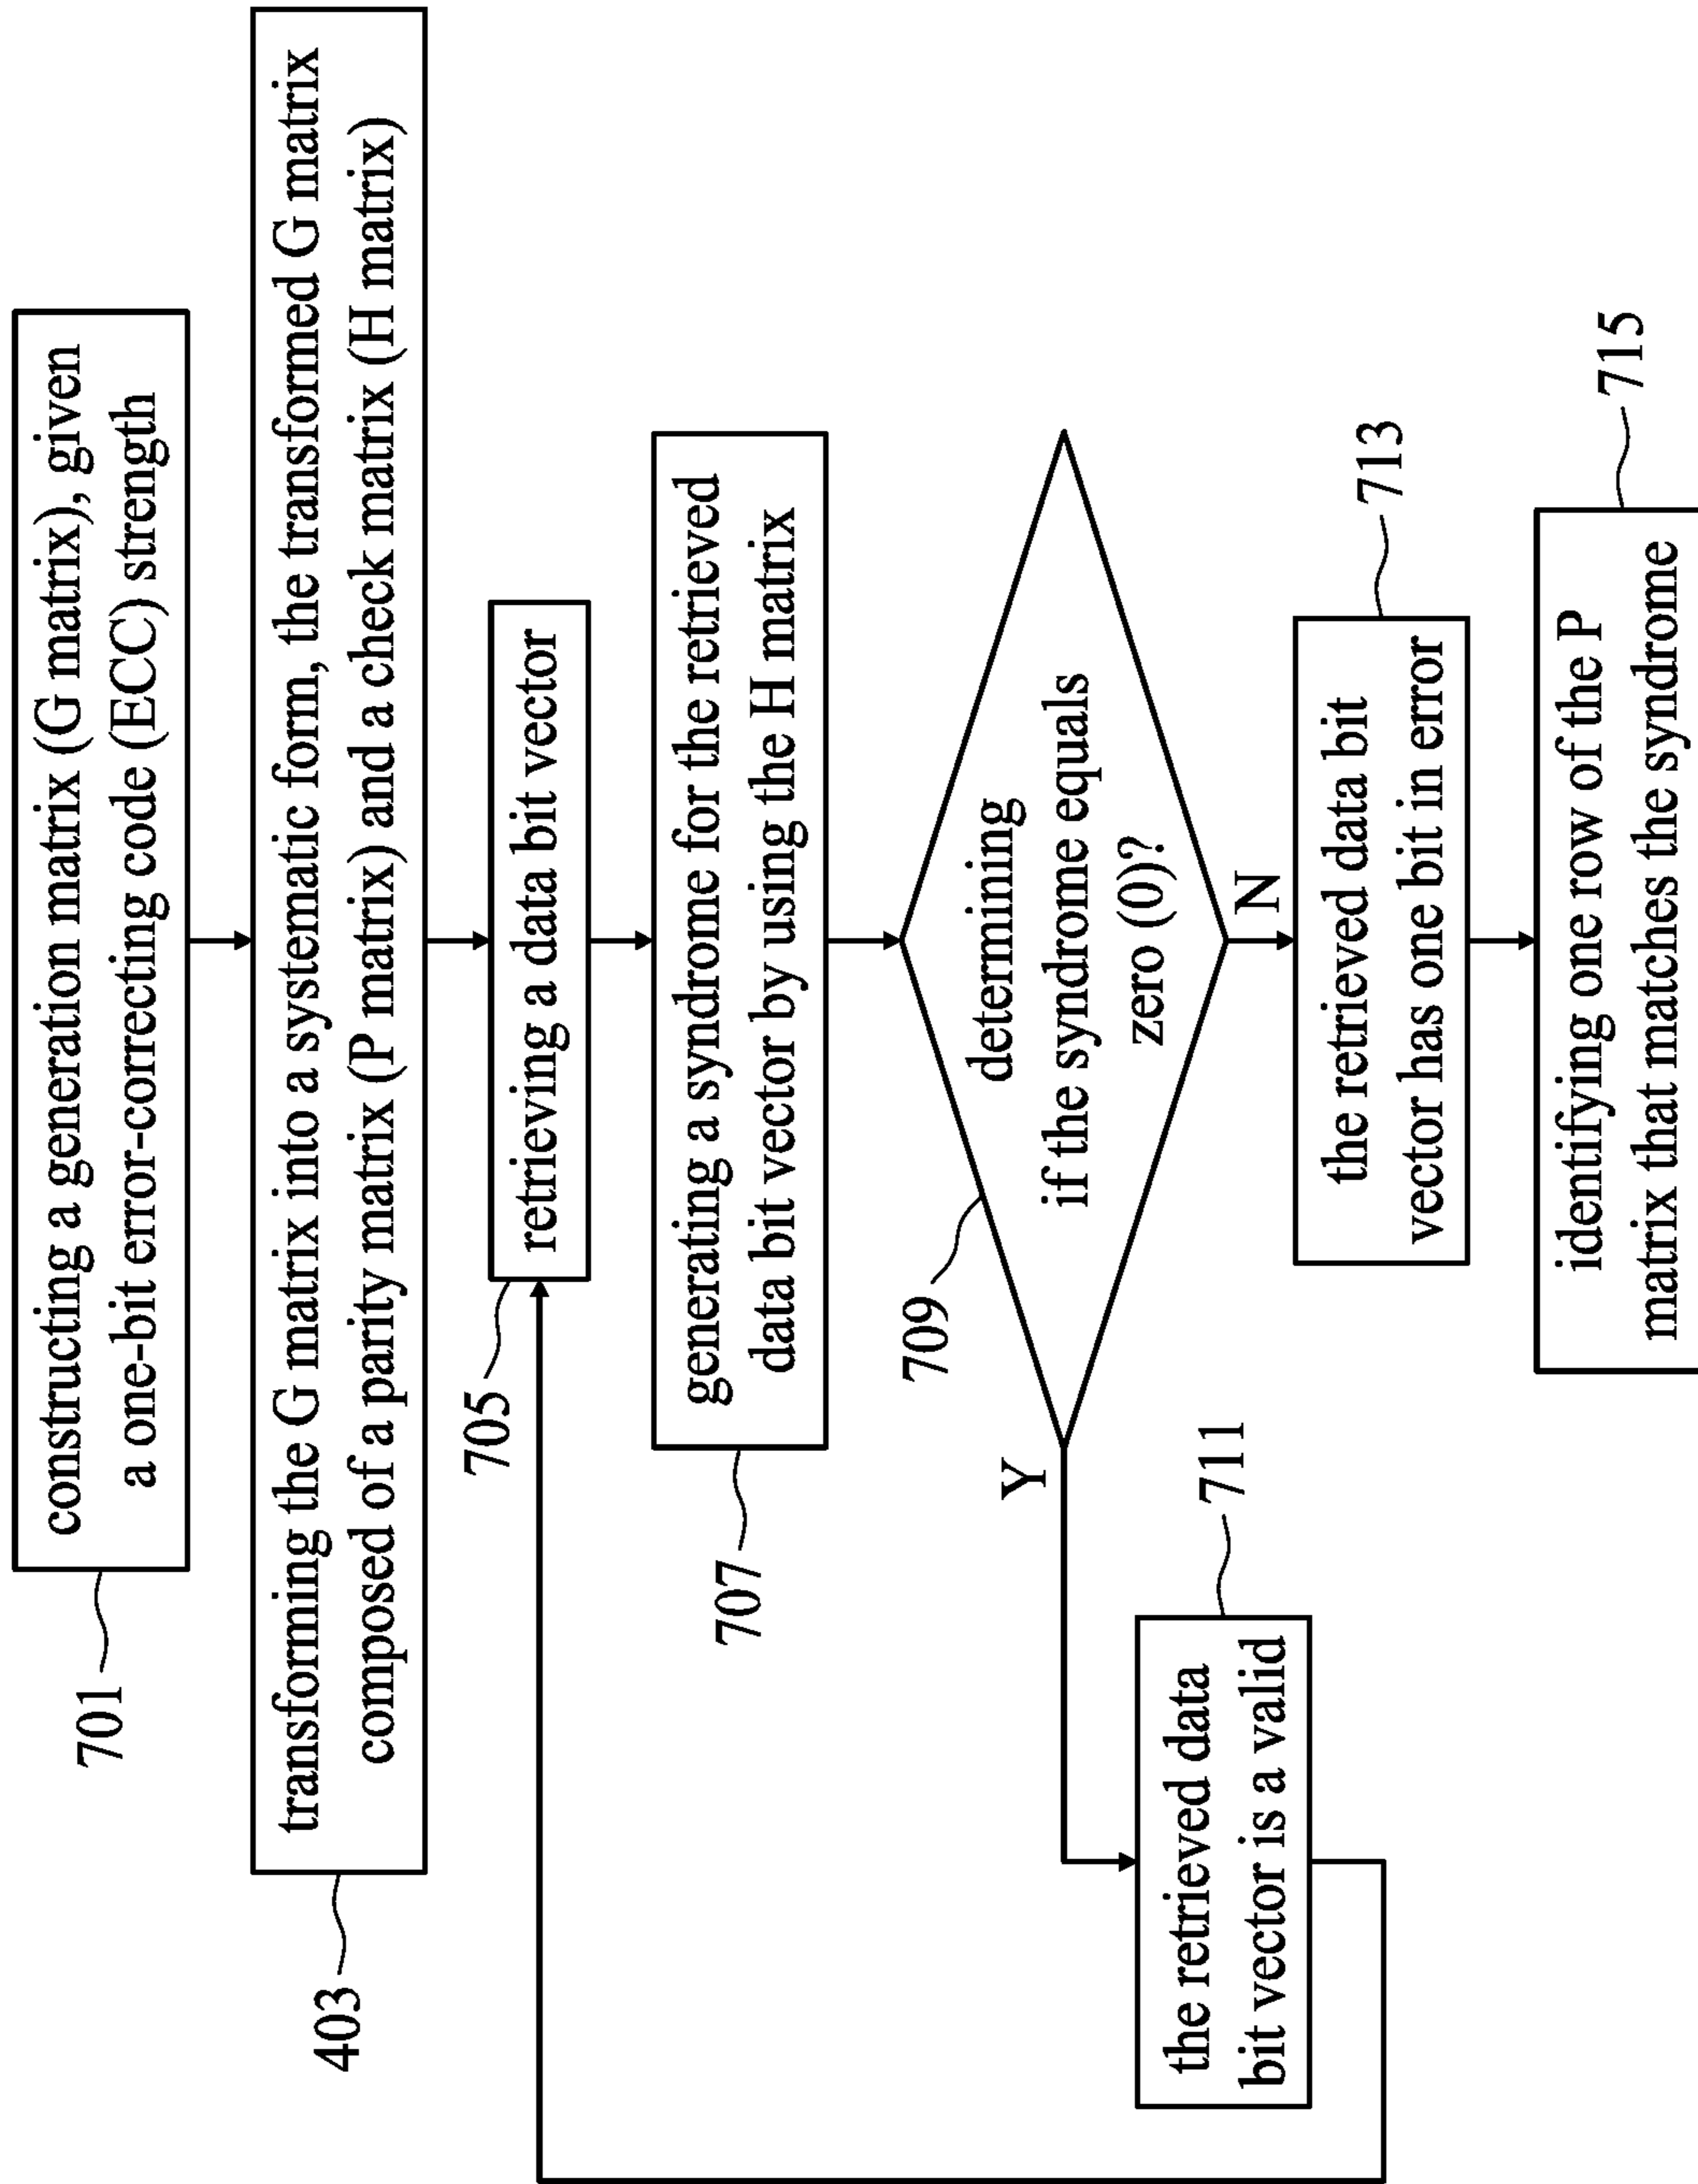 constructing a generation matrix (G matrix), given
a one-bit error-correcting code (ECC) strength
701
transforming the G matrix into a systematic form, the transformed G matrix
composed of a parity matrix (P matrix) and a check matrix (H matrix)
403
705
retrieving a data bit vector
generating a syndrome for the retrieved
data bit vector by using the H matrix
707
709
determining
if the syndrome equals
zero (0)?
Y
N
711
the retrieved data
bit vector is a valid
713
the retrieved data bit
vector has one bit in error
715
identifying one row of the P
matrix that matches the syndrome